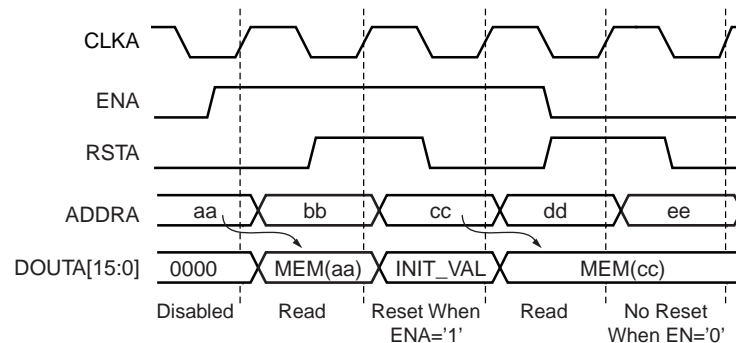 CLKA
ENA
RSTA
ADDRA aa bb cc dd ee
DOUTA[15:0] 0000 MEM(aa) INIT_VAL MEM(cc)
Disabled Read Reset When Read No Reset
ENA='1' When EN='0'